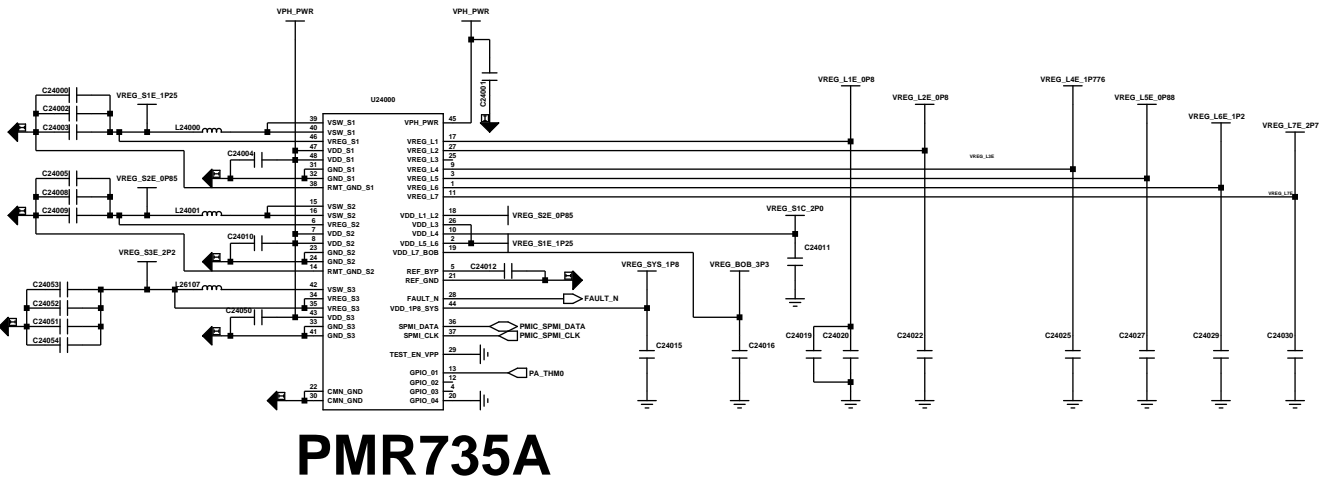 VPH_PWR
VPH_PWR
U24000
C24000
C24002
C24003
VREG_S1E_1P25
L24000
C24004
C24005
C24008
C24009
VREG_S2E_0P85
L24001
C24010
VREG_S3E_2P2
C24053
C24052
C24051
C24054
L26107
C24050
39 VSW_S1
40 VSW_S1
46 VREG_S1
47 VDD_S1
48 VDD_S1
31 GND_S1
32 GND_S1
38 RMT_GND_S1
15 VSW_S2
16 VSW_S2
6 VREG_S2
7 VDD_S2
8 VDD_S2
23 GND_S2
24 GND_S2
14 RMT_GND_S2
42 VSW_S3
34 VREG_S3
35 VREG_S3
43 VDD_S3
33 GND_S3
41 GND_S3
22 CMN_GND
30 CMN_GND
VPH_PWR 45
VREG_L1 17
VREG_L2 27
VREG_L3 25
VREG_L4 9
VREG_L5 3
VREG_L6 1
VREG_L7 11
VDD_L1_L2 18
VDD_L3 26
VDD_L4 10
VDD_L5_L6 2
VDD_L7_BOB 19
REF_BYP 5
REF_GND 21
FAULT_N 28
VDD_1P8_SYS 44
SPMI_DATA 36
SPMI_CLK 37
TEST_EN_VPP 29
GPIO_01 13
GPIO_02 12
GPIO_03 4
GPIO_04 20
C24001
VREG_S2E_0P85
VREG_S1E_1P25
C24012
FAULT_N
PMIC_SPMI_DATA
PMIC_SPMI_CLK
PA_THM0
VREG_SYS_1P8
C24015
VREG_BOB_3P3
C24016
VREG_S1C_2P0
C24011
VREG_L1E_0P8
C24019
C24020
VREG_L2E_0P8
C24022
VREG_L4E_1P776
C24025
VREG_L5E_0P88
C24027
VREG_L6E_1P2
C24029
VREG_L7E_2P7
C24030
VREG_L7E
PMR735A